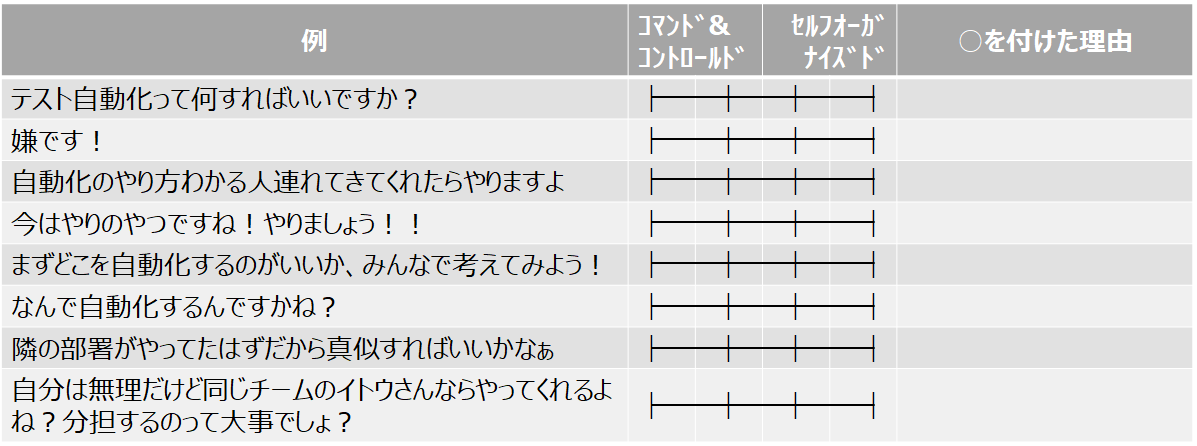 例
ｺﾏﾝﾄﾞ&
ｺﾝﾄﾛｰﾙﾄﾞ
ｾﾙﾌｵｰｶﾞ
ﾅｲｽﾞﾄﾞ
○を付けた理由
テスト自動化って何すればいいですか？
嫌です！
自動化のやり方わかる人連れてきてくれたらやりますよ
今はやりのやつですね！やりましょう！！
まずどこを自動化するのがいいか、みんなで考えてみよう！
なんで自動化するんですかね？
隣の部署がやってたはずだから真似すればいいかなぁ
自分は無理だけど同じチームのイトウさんならやってくれるよ
ね？分担するのって大事でしょ？